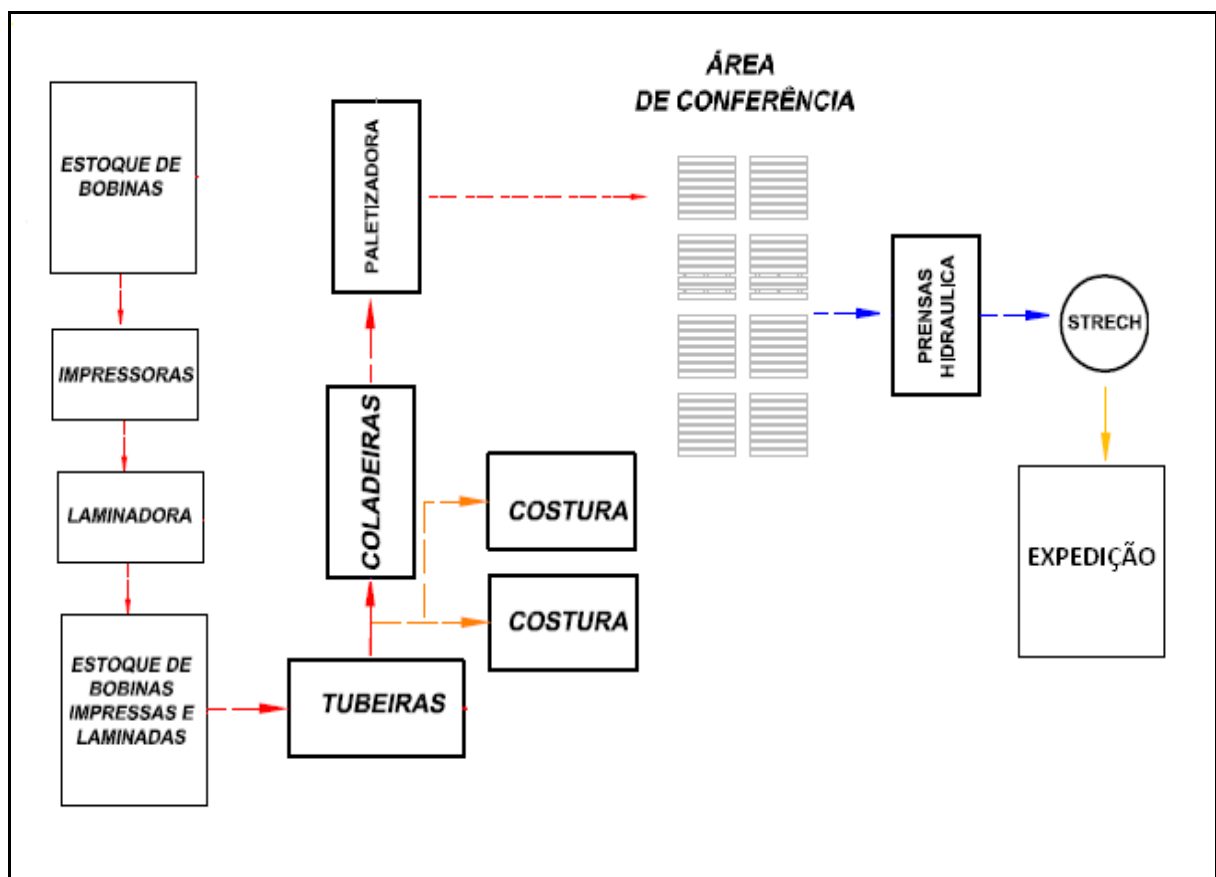 ÁREA
DE CONFERÊNCIA
ESTOQUE DE
BOBINAS
IMPRESSORAS
LAMINADORA
ESTOQUE DE
BOBINAS
IMPRESSAS E
LAMINADAS
TUBEIRAS
COLADEIRAS
COSTURA
COSTURA
PALETIZADORA
PRENSAS
HIDRAULICA
STRECH
EXPEDIÇÃO